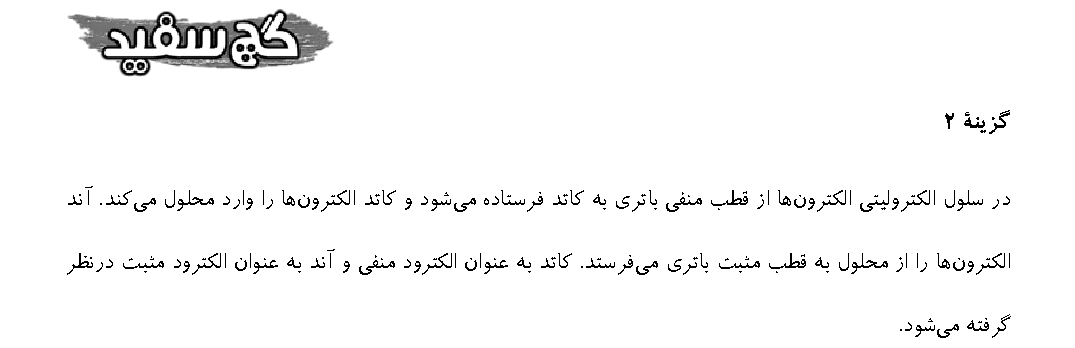 گچ سفید
گزینهٔ ۲
در سلول الکترولیتی الکترون‌ها از قطب منفی باتری به کاتد فرستاده می‌شود و کاتد الکترون‌ها را وارد محلول می‌کند. آند
الکترون‌ها را از محلول به قطب مثبت باتری می‌فرستد. کاتد به عنوان الکترود منفی و آند به عنوان الکترود مثبت درنظر
گرفته می‌شود.